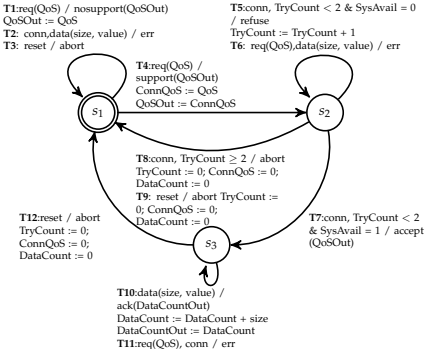 T1:req(QoS) / nosupport(QoSOut)
QoSOut := QoS
T2: conn,data(size, value) / err
T3: reset / abort
T5:conn, TryCount < 2 & SysAvail = 0
/ refuse
TryCount := TryCount + 1
T6: req(QoS),data(size, value) / err
T4:req(QoS) /
support(QoSOut)
ConnQoS := QoS
QoSOut := ConnQoS
s1
s2
T8:conn, TryCount ≥ 2 / abort
TryCount := 0; ConnQoS := 0;
DataCount := 0
T9: reset / abort TryCount :=
0; ConnQoS := 0;
DataCount := 0
T12:reset / abort
TryCount := 0;
ConnQoS := 0;
DataCount := 0
T7:conn, TryCount < 2
& SysAvail = 1 / accept
(QoSOut)
s3
T10:data(size, value) /
ack(DataCountOut)
DataCount := DataCount + size
DataCountOut := DataCount
T11:req(QoS), conn / err